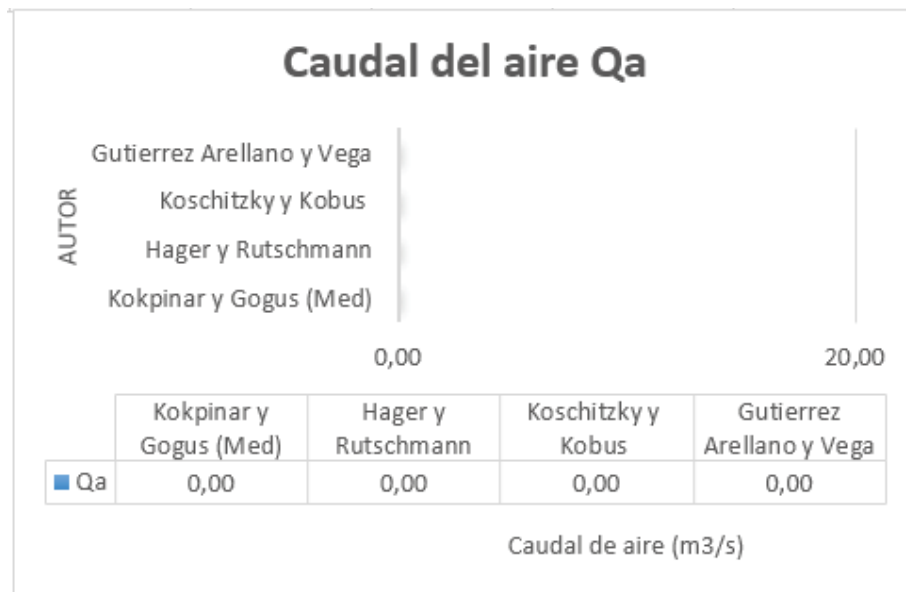 Caudal del aire Qa
AUTOR
Gutierrez Arellano y Vega
Koschitzky y Kobus
Hager y Rutschmann
Kokpinar y Gogus (Med)
0,00 20,00
Kokpinar y Gogus (Med) Hager y Rutschmann Koschitzky y Kobus Gutierrez Arellano y Vega
Qa 0,00 0,00 0,00 0,00
Caudal de aire (m3/s)